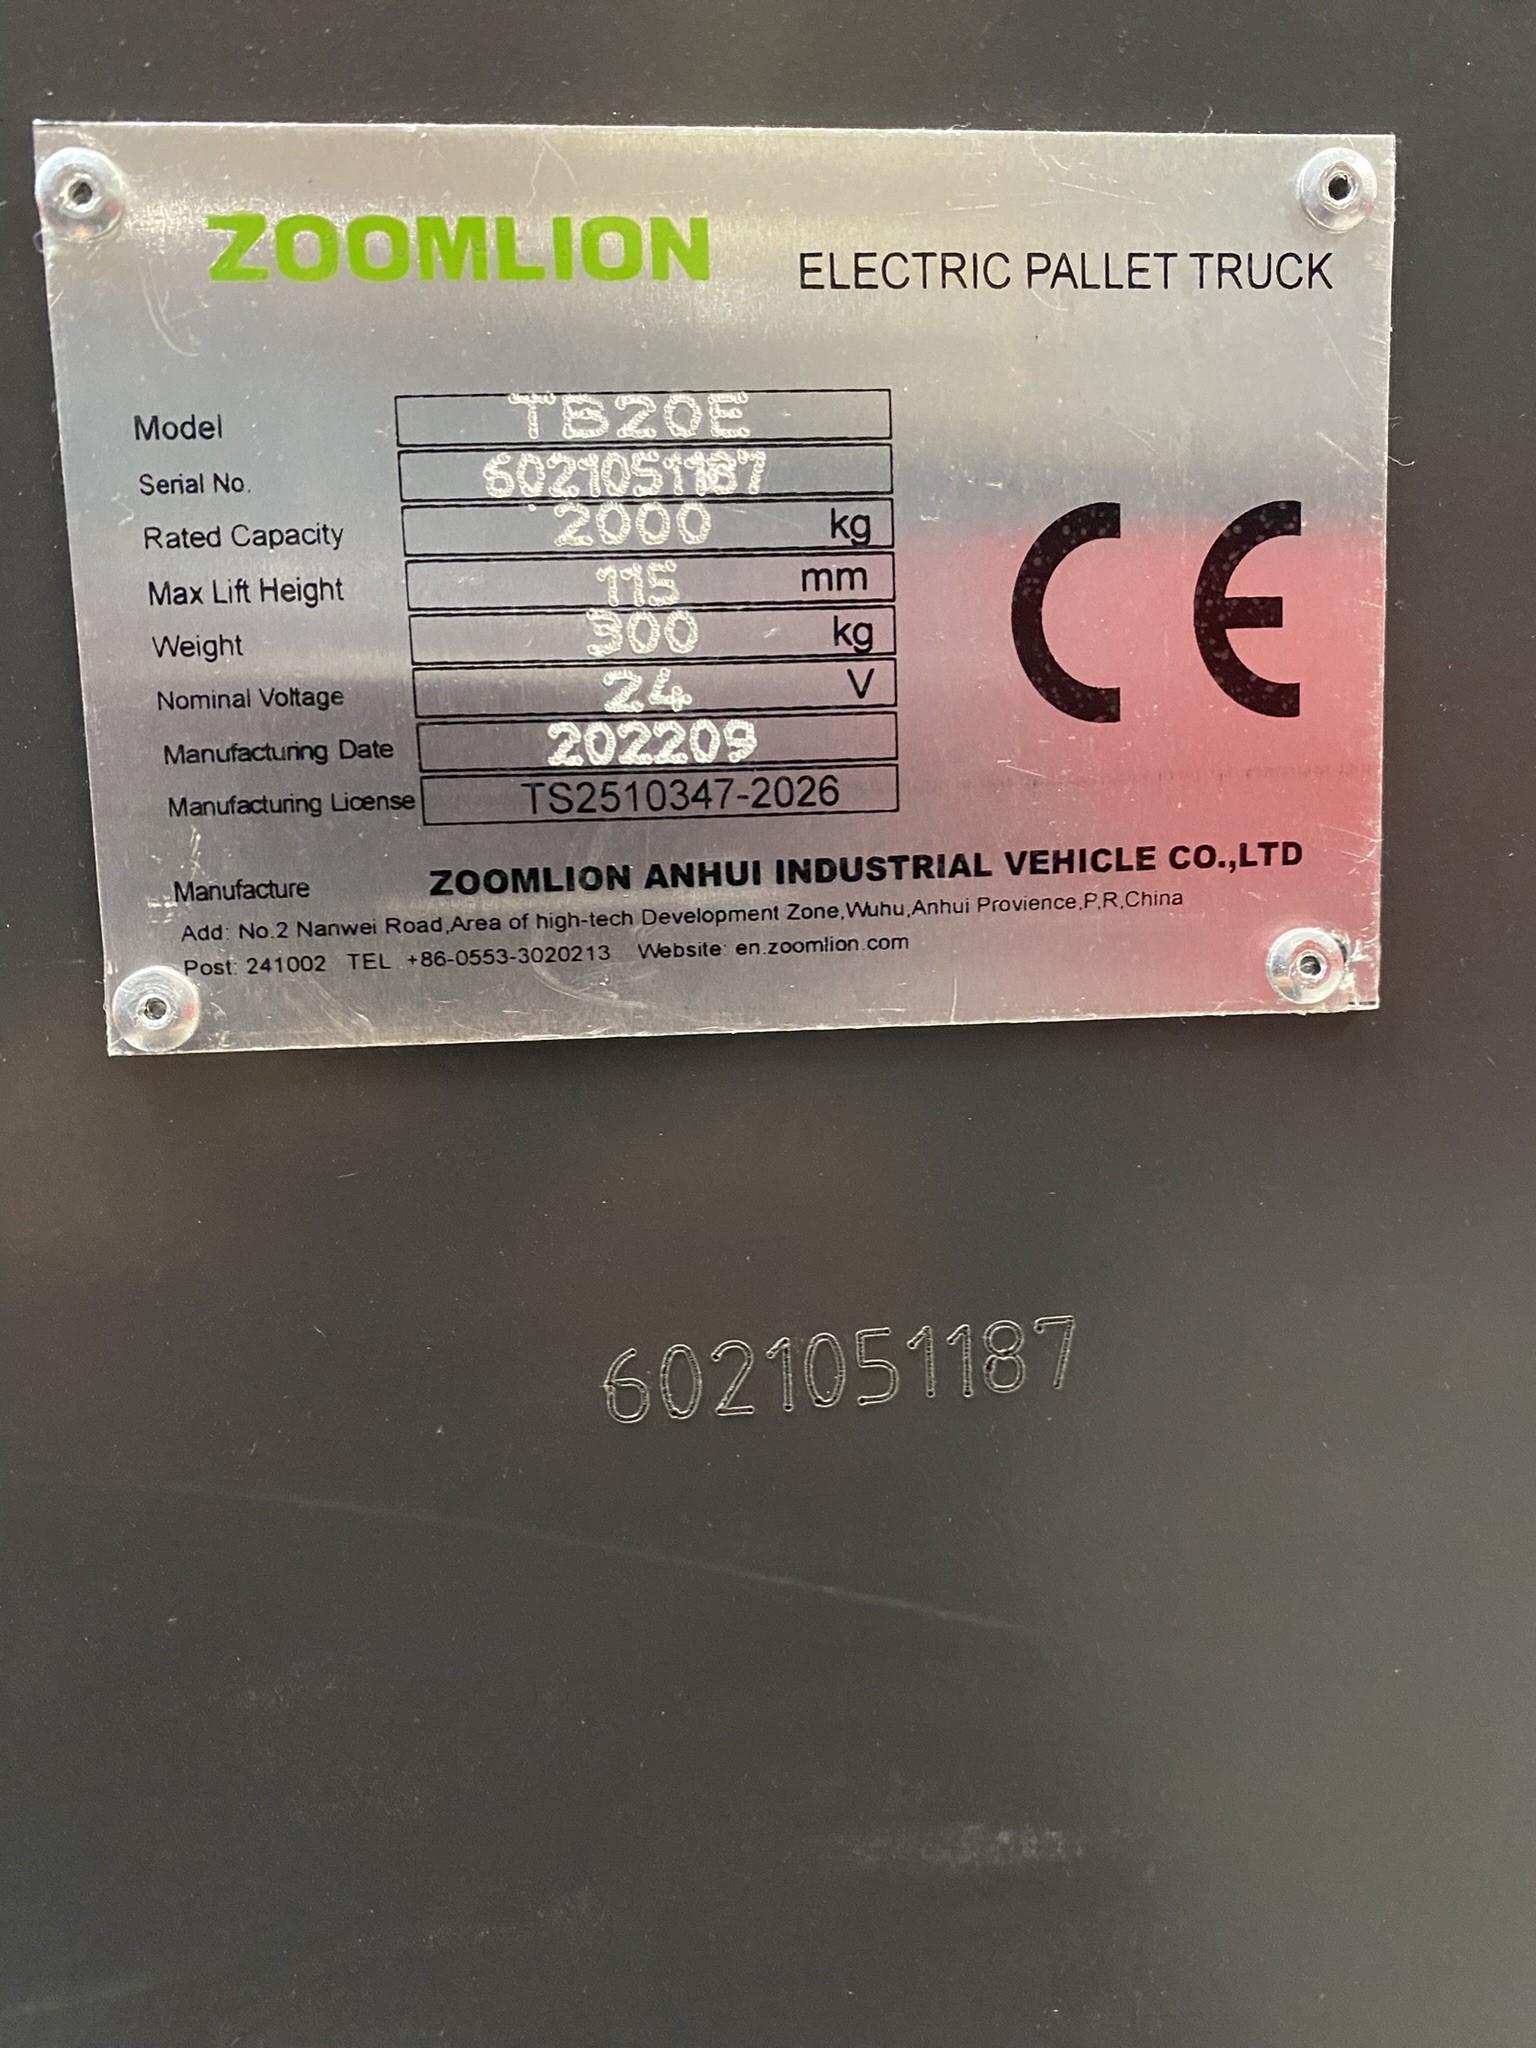 ZOOMLION ELECTRIC PALLET TRUCK
Model TB20E
Serial No. 6021051187
Rated Capacity 2000 kg
Max Lift Height 115 mm
Weight 300 kg
Nominal Voltage 24 V
Manufacturing Date 202209
Manufacturing License TS2510347-2026
CE
Manufacture ZOOMLION ANHUI INDUSTRIAL VEHICLE CO.,LTD
Add: No.2 Nanwei Road,Area of high-tech Development Zone,Wuhu,Anhui Provience,P,R,China
Post: 241002 TEL +86-0553-3020213 Website: en.zoomlion.com
6021051187